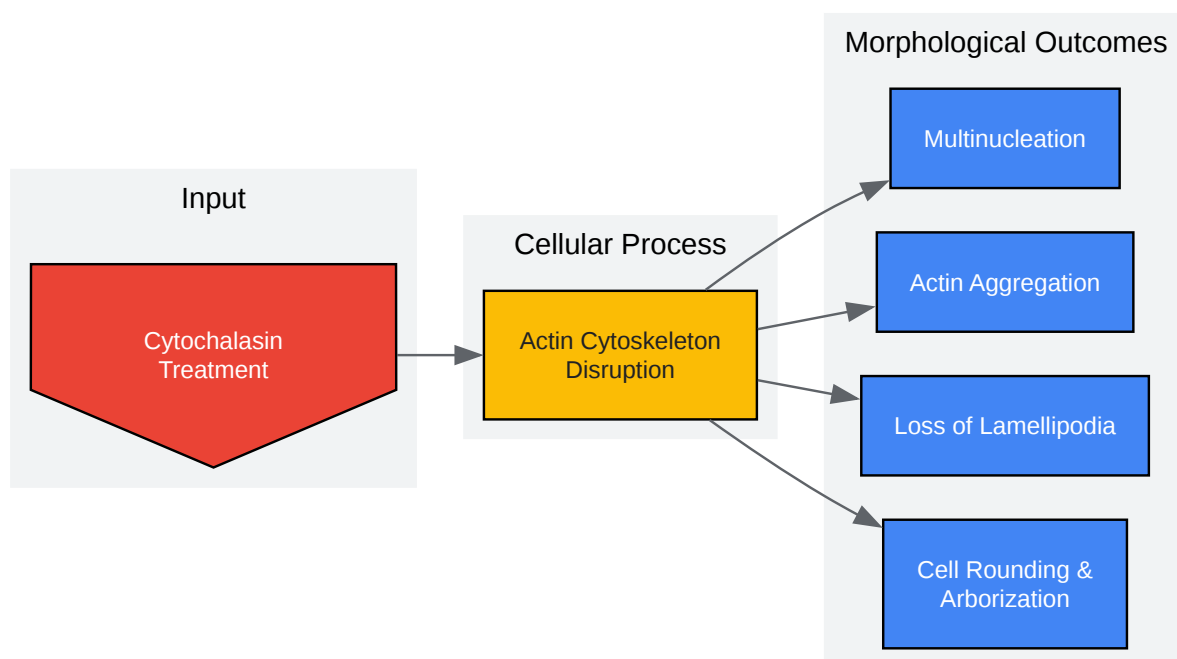 Input
Cytochalasin
Treatment
Cellular Process
Actin Cytoskeleton
Disruption
Morphological Outcomes
Multinucleation
Actin Aggregation
Loss of Lamellipodia
Cell Rounding &
Arborization